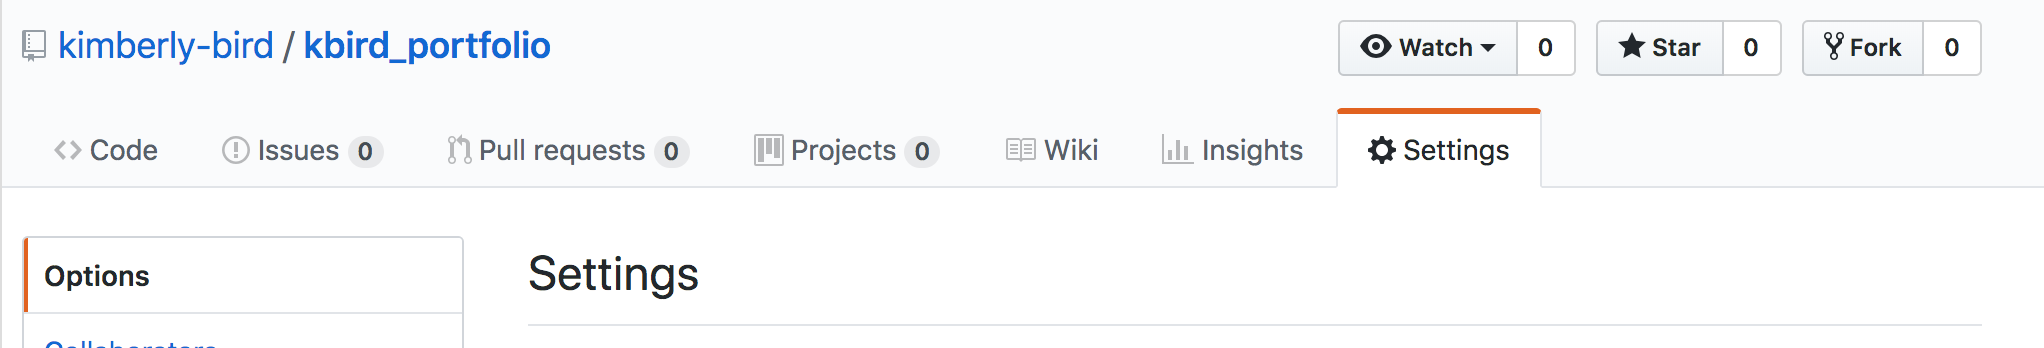 kimberly-bird / kbird_portfolio
Watch 0 Star 0 Fork 0
Code Issues 0 Pull requests 0 Projects 0 Wiki Insights Settings
Options
Settings
Collaborators